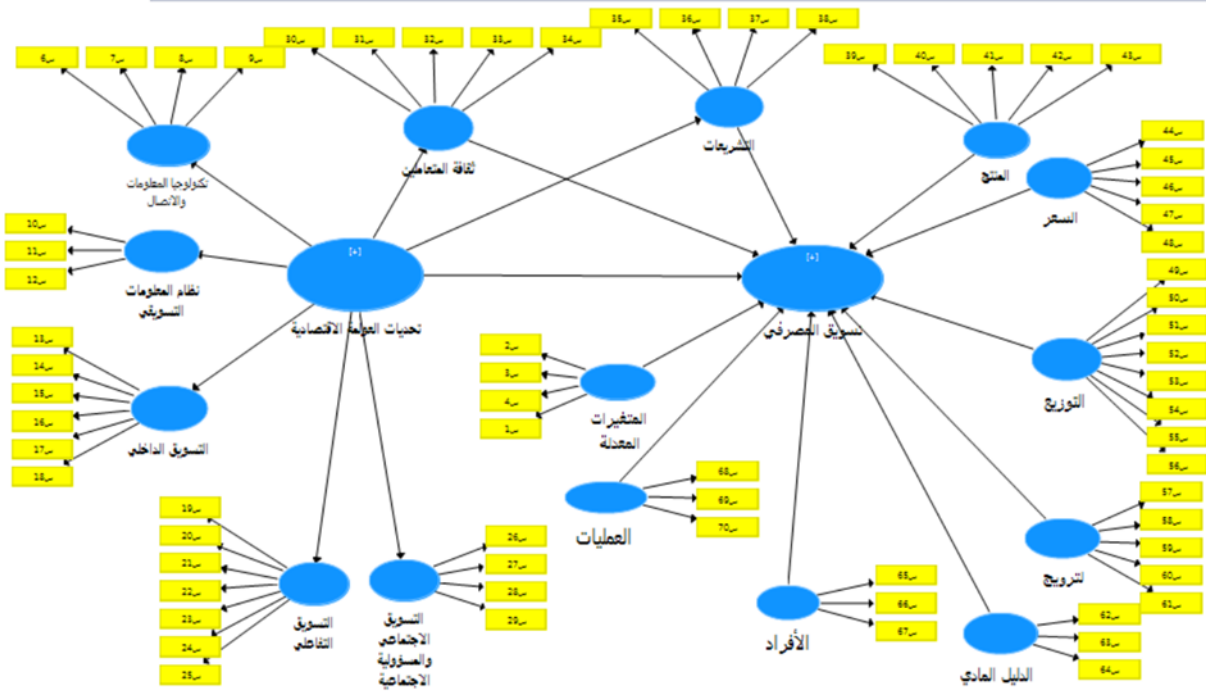 س35
س36
س37
س38
س30
س31
س32
س33
س34
س6
س7
س8
س9
س39
س40
س41
س42
س43
تكنولوجيا المعلومات
والاتصال
ثقافة المتعاملين
التشريعات
المنتج
س44
س45
س46
س47
س48
السعر
س10
س11
س12
نظام المعلومات
التسويقي
[+]
تحديات العولمة الاقتصادية
[+]
تسويق المصرفي
س49
س50
س51
س52
س53
س54
س55
س56
التوزيع
س13
س14
س15
س16
س17
س18
التسويق الداخلي
س2
س3
س4
س1
المتغيرات
المعدلة
س68
س69
س70
العمليات
س57
س58
س59
س60
س61
لترويج
س19
س20
س21
س22
س23
س24
س25
التسويق
التفاعلي
س26
س27
س28
س29
التسويق
الاجتماعي
والمسؤولية
الاجتماعية
س65
س66
س67
الأفراد
س62
س63
س64
الدليل المادي